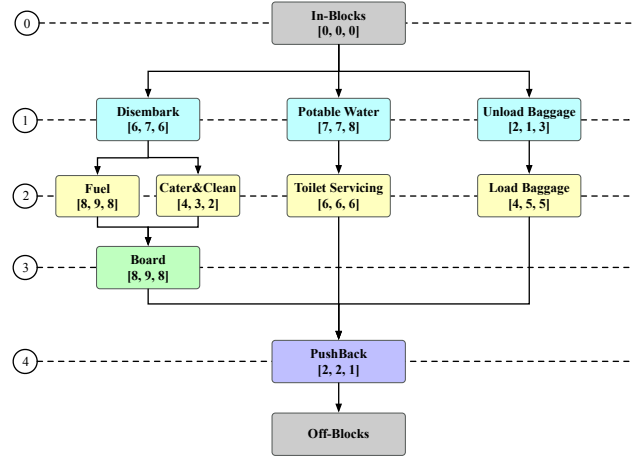 0
In-Blocks
[0, 0, 0]
1
Disembark
[6, 7, 6]
Potable Water
[7, 7, 8]
Unload Baggage
[2, 1, 3]
2
Fuel
[8, 9, 8]
Cater&Clean
[4, 3, 2]
Toilet Servicing
[6, 6, 6]
Load Baggage
[4, 5, 5]
3
Board
[8, 9, 8]
4
PushBack
[2, 2, 1]
Off-Blocks